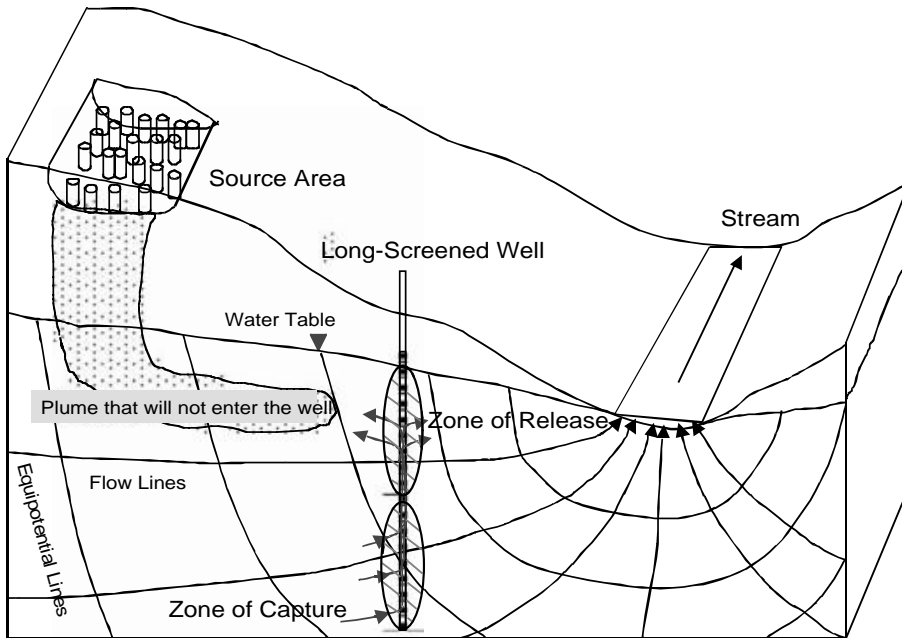 Source Area
Stream
Long-Screened Well
Water Table
Plume that will not enter the well
Zone of Release
Flow Lines
Equipotential Lines
Zone of Capture